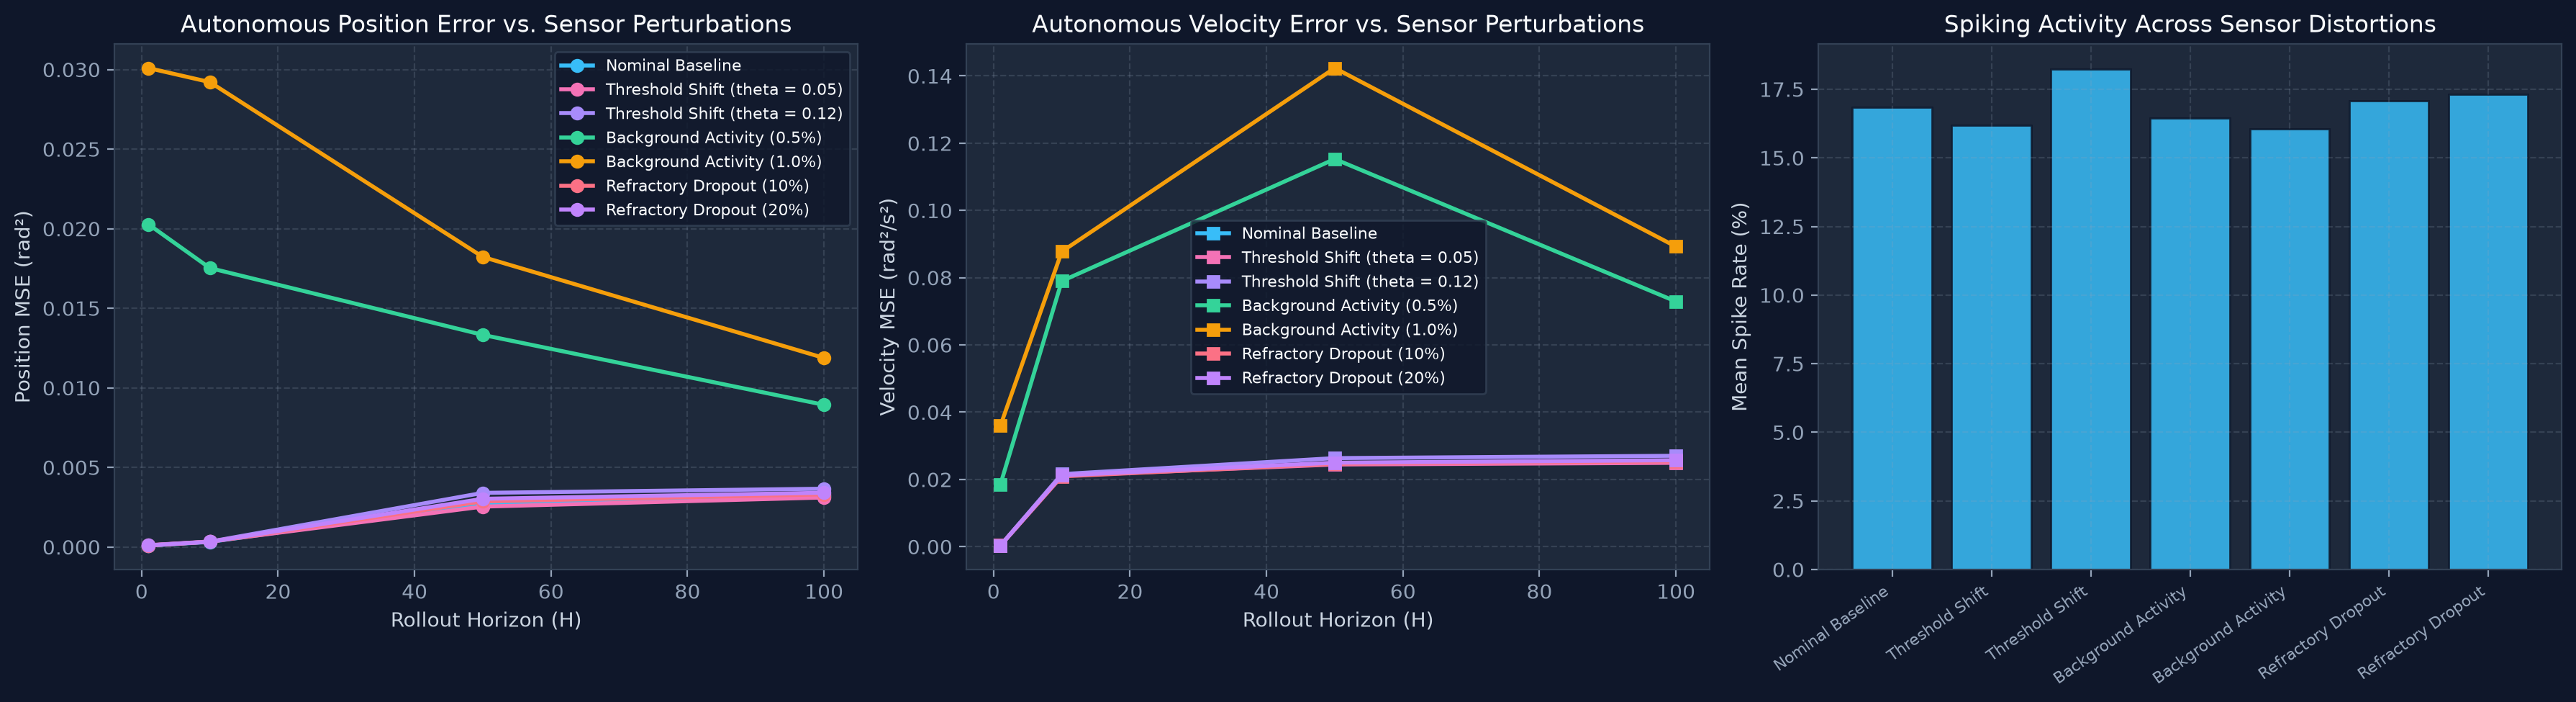 Autonomous Position Error vs. Sensor Perturbations
Position MSE (rad²)
0.030
0.025
0.020
0.015
0.010
0.005
0.000
0
20
40
60
80
100
Rollout Horizon (H)
Nominal Baseline
Threshold Shift (theta = 0.05)
Threshold Shift (theta = 0.12)
Background Activity (0.5%)
Background Activity (1.0%)
Refractory Dropout (10%)
Refractory Dropout (20%)
Autonomous Velocity Error vs. Sensor Perturbations
Velocity MSE (rad²/s²)
0.14
0.12
0.10
0.08
0.06
0.04
0.02
0.00
0
20
40
60
80
100
Rollout Horizon (H)
Nominal Baseline
Threshold Shift (theta = 0.05)
Threshold Shift (theta = 0.12)
Background Activity (0.5%)
Background Activity (1.0%)
Refractory Dropout (10%)
Refractory Dropout (20%)
Spiking Activity Across Sensor Distortions
Mean Spike Rate (%)
17.5
15.0
12.5
10.0
7.5
5.0
2.5
0.0
Nominal Baseline
Threshold Shift
Threshold Shift
Background Activity
Background Activity
Refractory Dropout
Refractory Dropout